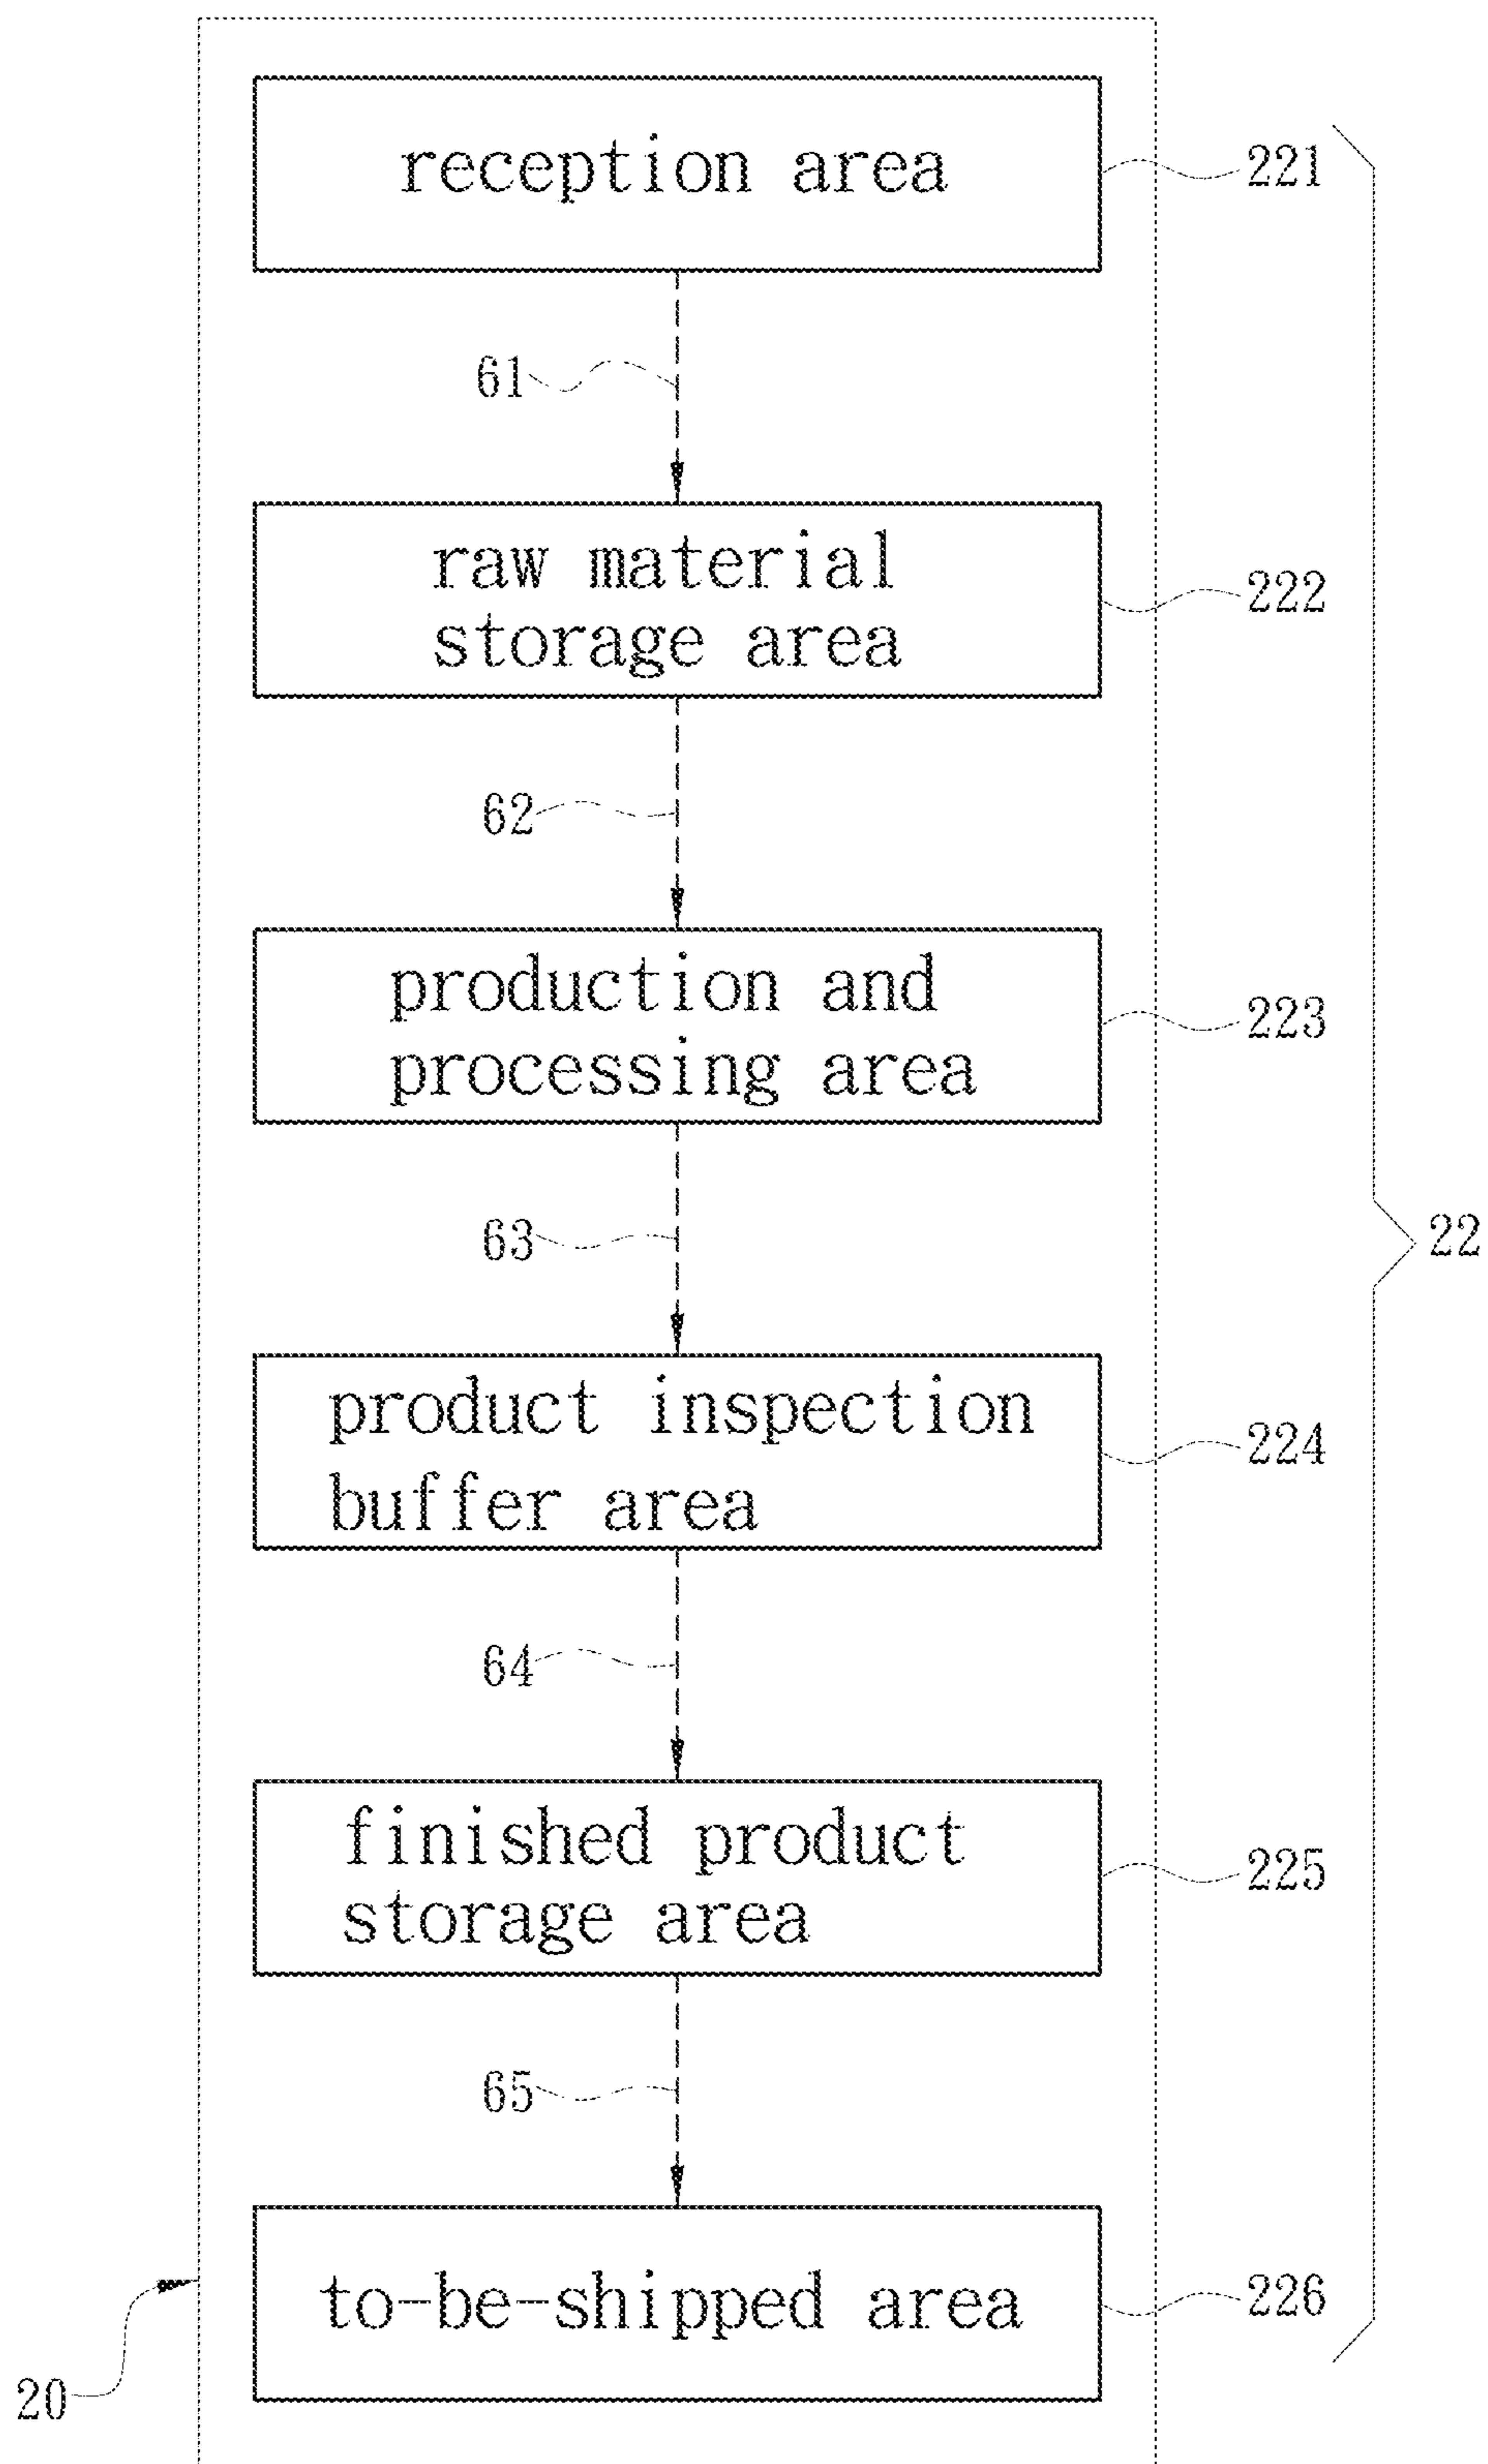 reception area
221
61
raw material
storage area
222
62
production and
processing area
223
63
22
product inspection
buffer area
224
64
finished product
storage area
225
65
to-be-shipped area
226
20